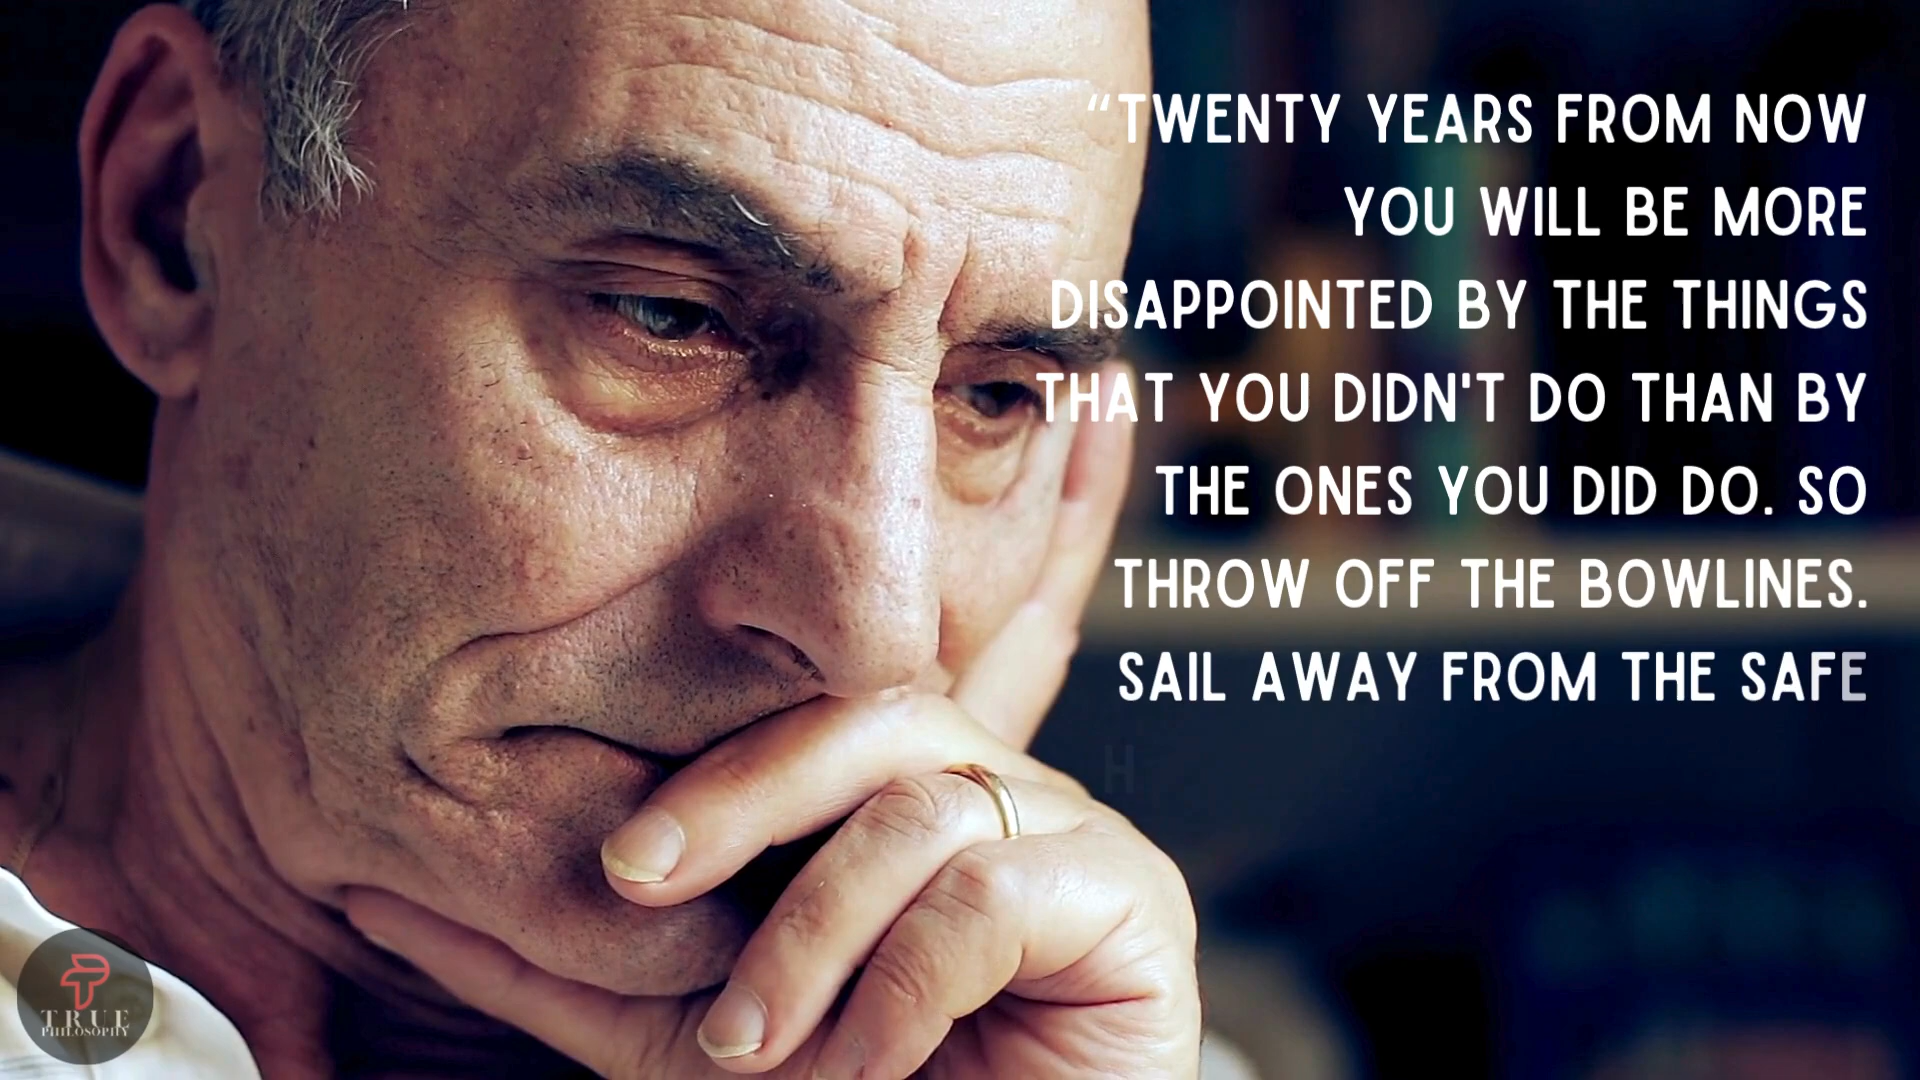 “TWENTY YEARS FROM NOW
YOU WILL BE MORE
DISAPPOINTED BY THE THINGS
THAT YOU DIDN'T DO THAN BY
THE ONES YOU DID DO. SO
THROW OFF THE BOWLINES.
SAIL AWAY FROM THE SAFE
H
TRUE
PHILOSOPHY